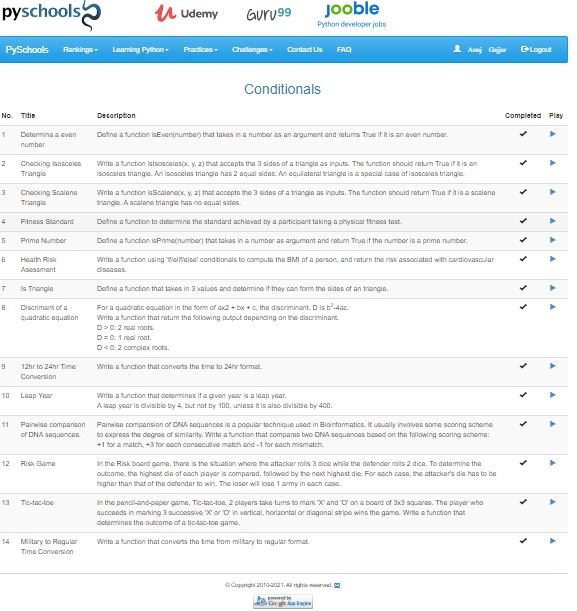 pyschools
Udemy
Guru99
jooble
Python developer jobs
PySchools Rankings Learning Python Practices Challenges Contact Us FAQ Anuj Gujjar Logout
Conditionals
No. Title Description Completed Play
1 Determina a even number Define a function isEven(number) that takes in a number as an argument and returns True if it is an even number.
2 Checking Isosceles Triangle Write a function isIsosceles(x, y, z) that accepts the 3 sides of a triangle as inputs. The function should return True if it is an
isosceles triangle. An isosceles triangle has 2 equal sides. An equilateral triangle is a special case of isosceles triangle.
3 Checking Scalene Triangle Write a function isScalene(x, y, z) that accepts the 3 sides of a triangle as inputs. The function should return True if it is a scalene
triangle. A scalene triangle has no equal sides.
4 Fitness Standard Define a function to determine the standard achieved by a participant taking a physical fitness test.
5 Prime Number Define a function isPrime(number) that takes in a number as argument and return True if the number is a prime number.
6 Health Risk Assesment Write a function using 'if/elif/else' conditionals to compute the BMI of a person, and return the risk associated with cardiovascular
diseases.
7 Is Triangle Define a function that takes in 3 values and determine if they can form the sides of an triangle.
8 Discrimant of a quadratic equation For a quadratic equation in the form of ax2 + bx + c, the discriminant, D is b²-4ac.
Write a function that return the following output depending on the discriminant.
D > 0: 2 real roots.
D = 0: 1 real root.
D < 0: 2 complex roots.
9 12hr to 24hr Time Conversion Write a function that converts the time to 24hr format.
10 Leap Year Write a function that determines if a given year is a leap year.
A leap year is divisible by 4, but not by 100, unless it is also divisible by 400.
11 Pairwise comparison of DNA sequences. Pairwise comparision of DNA sequences is a popular technique used in Bioinformatics. It usually involves some scoring scheme
to express the degree of similarity. Write a function that compares two DNA sequences based on the following scoring scheme:
+1 for a match, +3 for each consecutive match and -1 for each mismatch.
12 Risk Game In the Risk board game, there is the situation where the attacker rolls 3 dice while the defender rolls 2 dice. To determine the
outcome, the highest die of each player is compared, followed by the next highest die. For each case, the attacker's die has to be
higher than that of the defender to win. The loser will lose 1 army in each case.
13 Tic-tac-toe In the pencil-and-paper game, Tic-tac-toe, 2 players take turns to mark 'X' and 'O' on a board of 3x3 squares. The player who
succeeds in marking 3 successive 'X' or 'O' in vertical, horizontal or diagonal stripe wins the game. Write a function that
determines the outcome of a tic-tac-toe game.
14 Military to Regular Time Conversion Write a function that converts the time from military to regular format.
© Copyright 2010-2021. All rights reserved.
powered by
Google App Engine